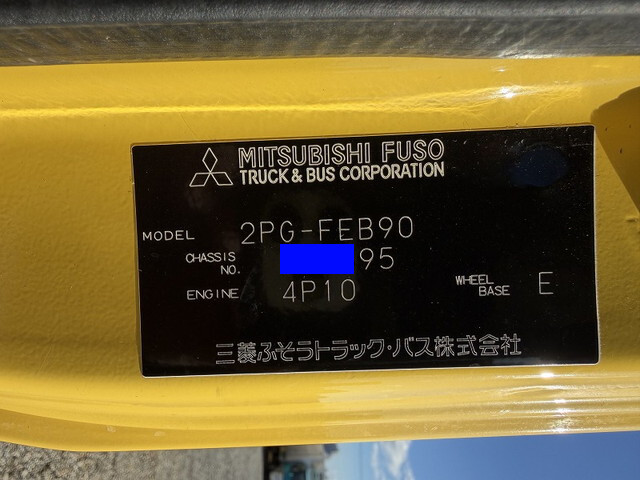 MITSUBISHI FUSO
TRUCK & BUS CORPORATION
MODEL 2PG-FEB90
CHASSIS NO. 95
ENGINE 4P10
WHEEL BASE E
三菱ふそうトラック・バス株式会社